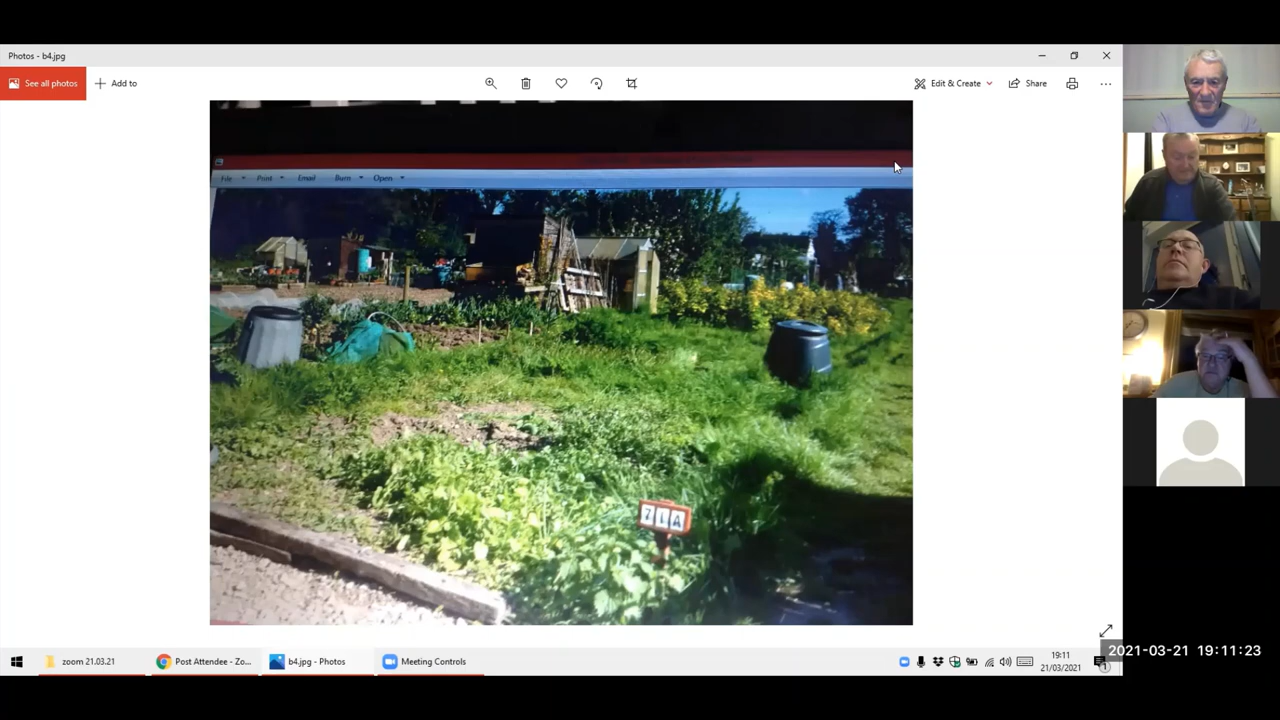 Photos - b4.jpg
See all photos
Add to
Edit & Create
Share
File
Print
Email
Burn
Open
71A
zoom 21.03.21
Post Attendee - Zo...
b4.jpg - Photos
Meeting Controls
19:11
21/03/2021
1
2021-03-21 19:11:23